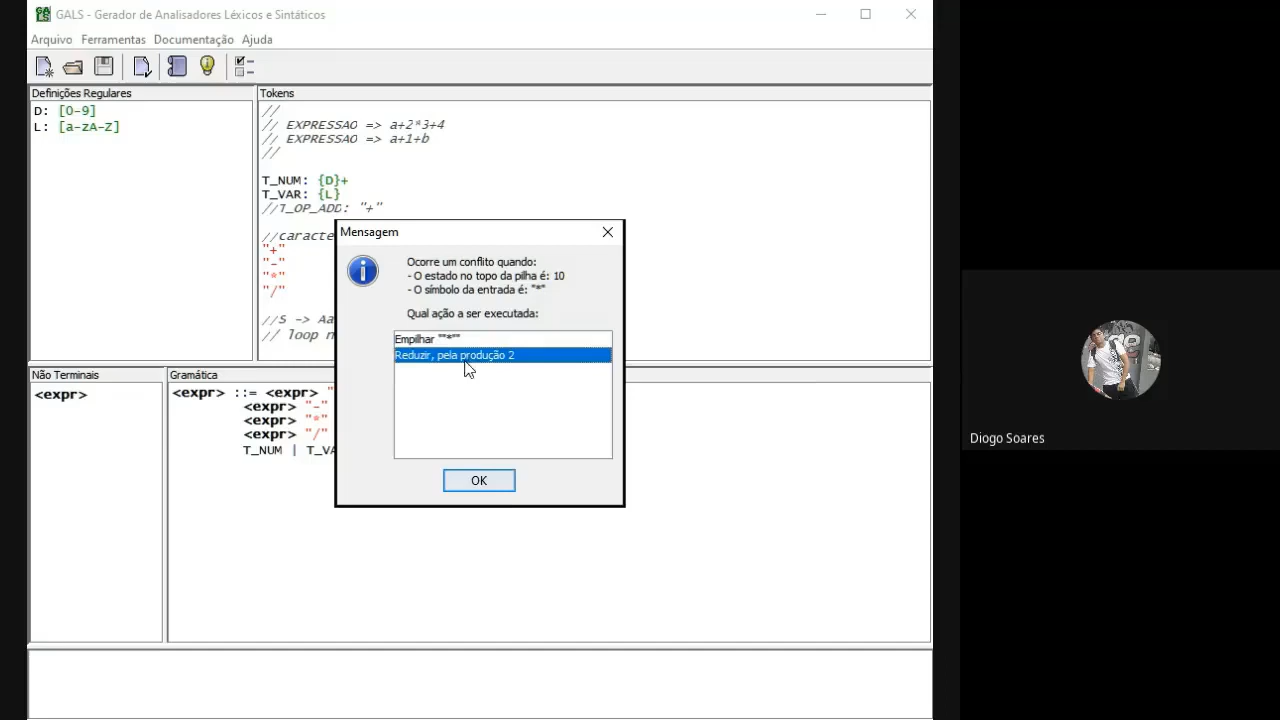 GALS - Gerador de Analisadores Léxicos e Sintáticos
Arquivo Ferramentas Documentação Ajuda
Definições Regulares
D: [0-9]
L: [a-zA-Z]
Tokens
//
// EXPRESSAO => a+2*3+4
// EXPRESSAO => a+1+b
//
T_NUM: {D}+
T_VAR: {L}
//T_OP_ADD: "+"
//caracte
"+"
"-"
"*"
"/"
//S -> Aa
// loop n
Mensagem
Ocorre um conflito quando:
- O estado no topo da pilha é: 10
- O símbolo da entrada é: "*"
Qual ação a ser executada:
Empilhar ""*""
Reduzir, pela produção 2
OK
Não Terminais
<expr>
Gramática
<expr> ::= <expr> "
<expr> "-"
<expr> "*"
<expr> "/"
T_NUM | T_VA
Diogo Soares